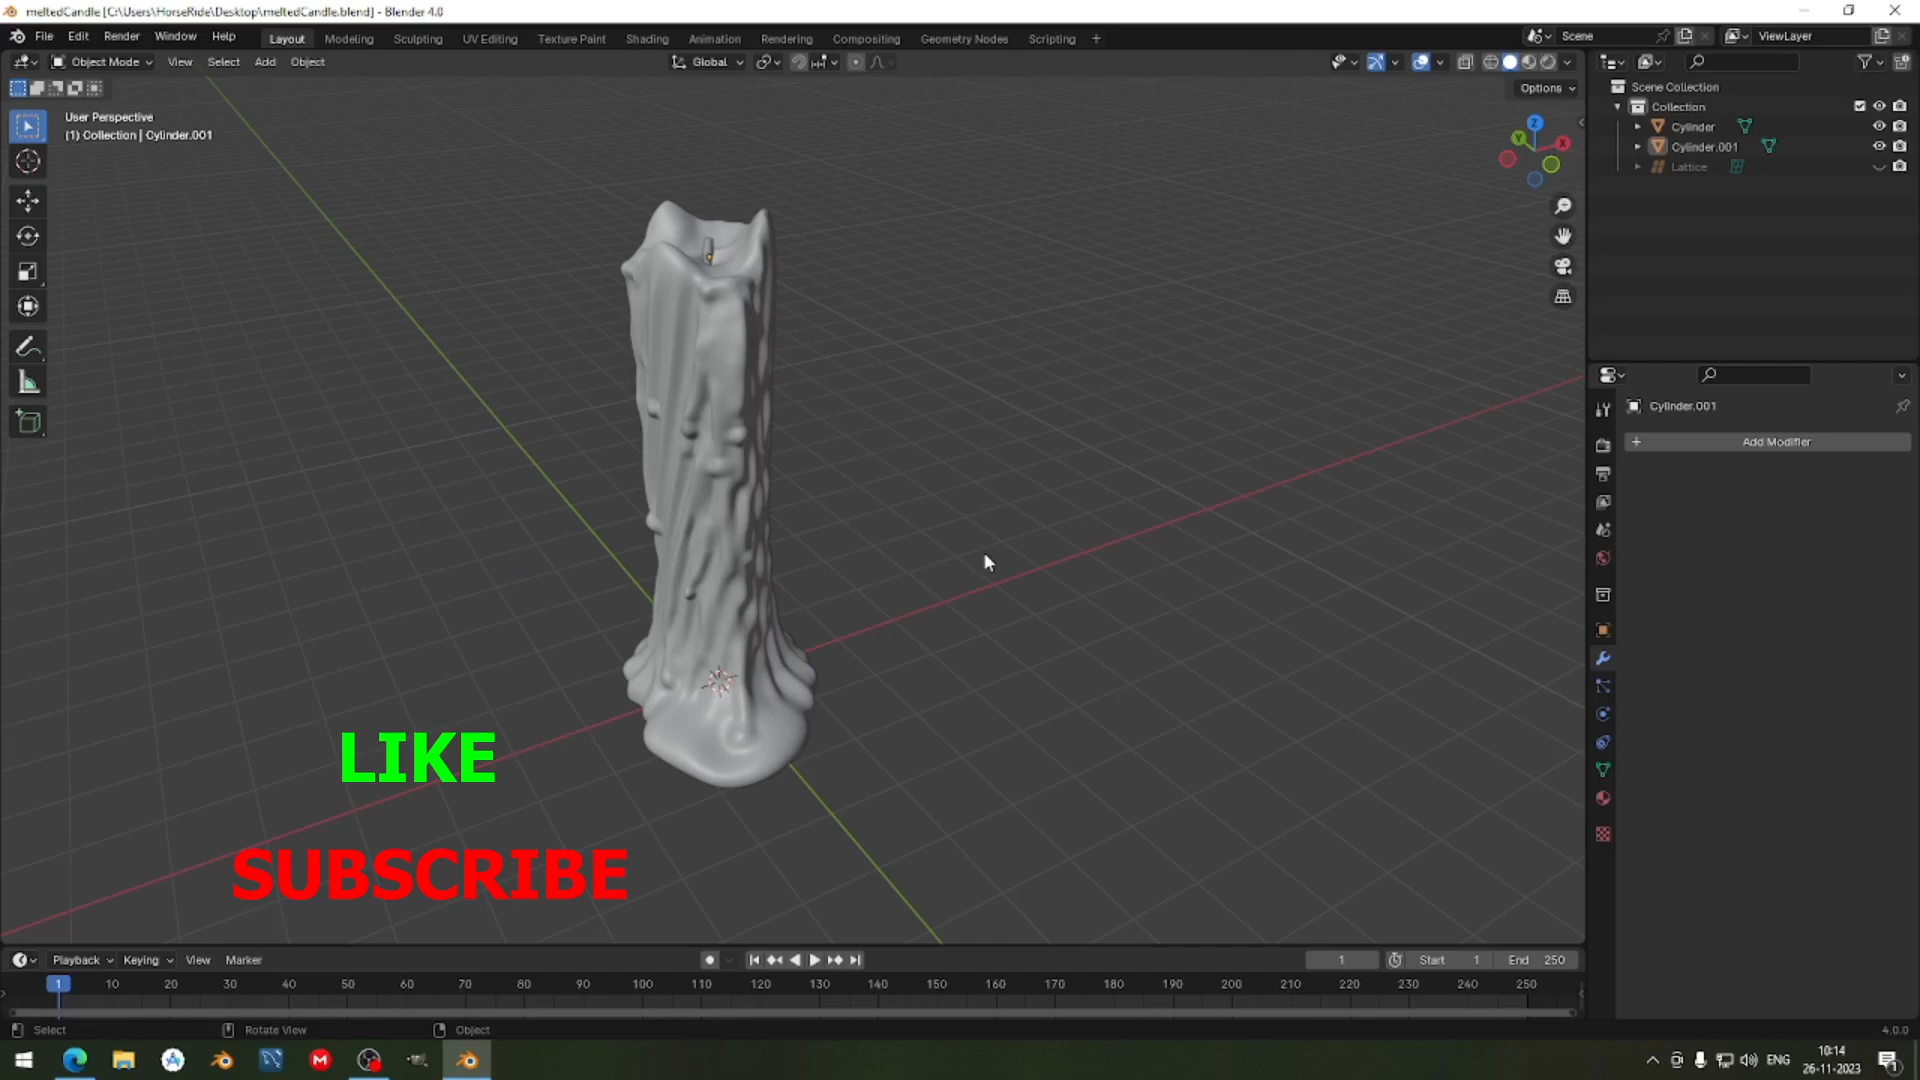 meltedCandle [C:\Users\HorseRide\Desktop\meltedCandle.blend] - Blender 4.0
File Edit Render Window Help Layout Modeling Sculpting UV Editing Texture Paint Shading Animation Rendering Compositing Geometry Nodes Scripting + Scene ViewLayer
Object Mode View Select Add Object Global
Options
User Perspective
(1) Collection | Cylinder.001
Z
Y X
Scene Collection
Collection
Cylinder
Cylinder.001
Lattice
Cylinder.001
+ Add Modifier
LIKE
SUBSCRIBE
Playback Keying View Marker 1 Start 1 End 250
1 10 20 30 40 50 60 70 80 90 100 110 120 130 140 150 160 170 180 190 200 210 220 230 240 250
Select Rotate View Object 4.0.0
ENG 10:14
26-11-2023